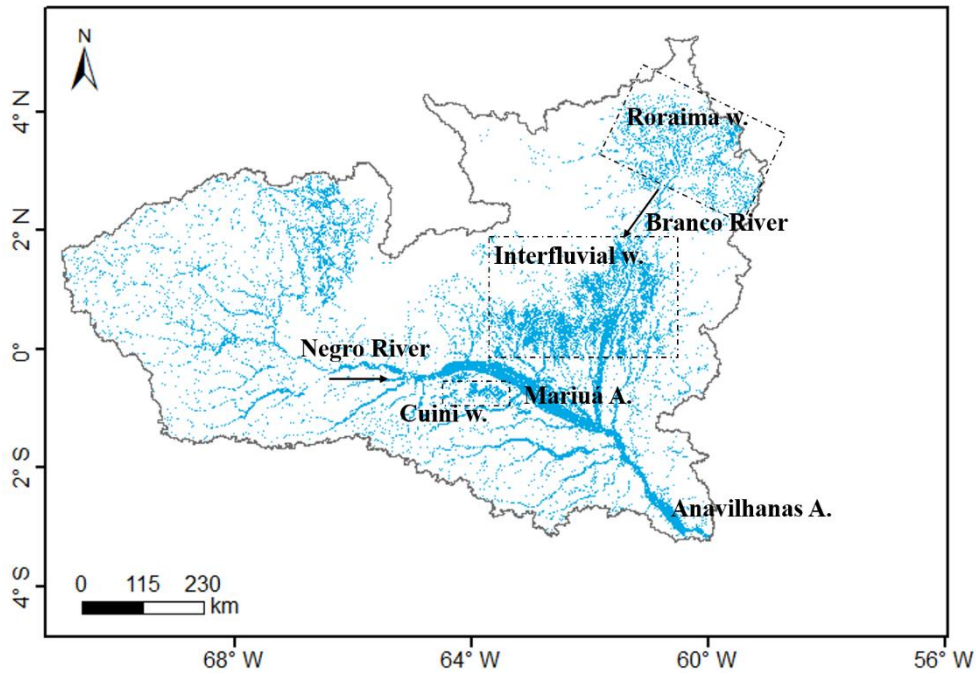 N
4° N
2° N
0°
2° S
4° S
Roraima w.
Branco River
Interfluvial w.
Negro River
Mariuá A.
Cuini w.
Anavilhanas A.
0 115 230
km
68° W 64° W 60° W 56° W